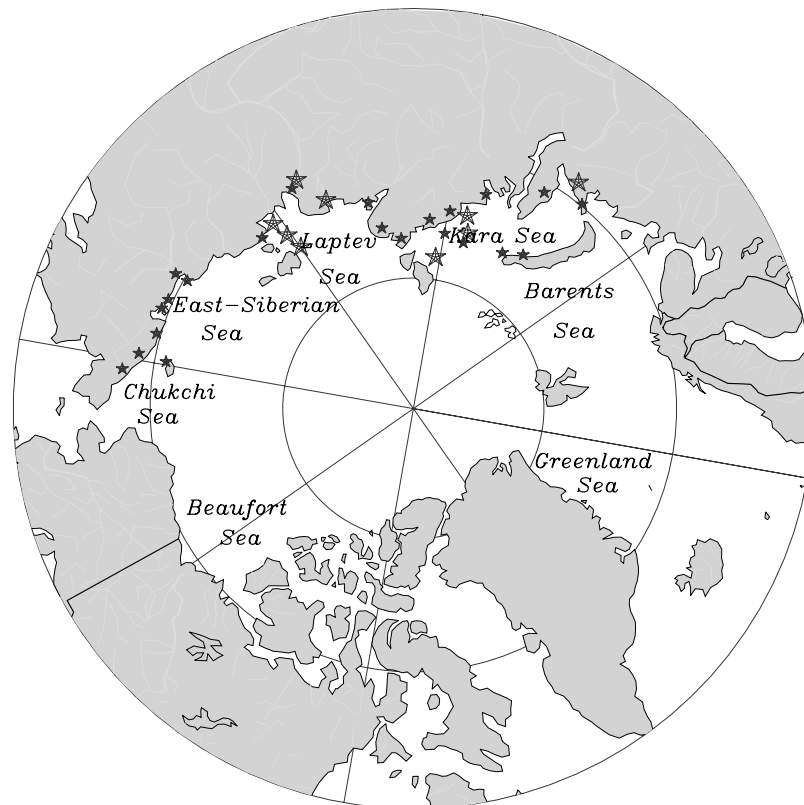 Laptev
Sea
Kara Sea
East-Siberian
Sea
Barents
Sea
Chukchi
Sea
Greenland
Sea
Beaufort
Sea